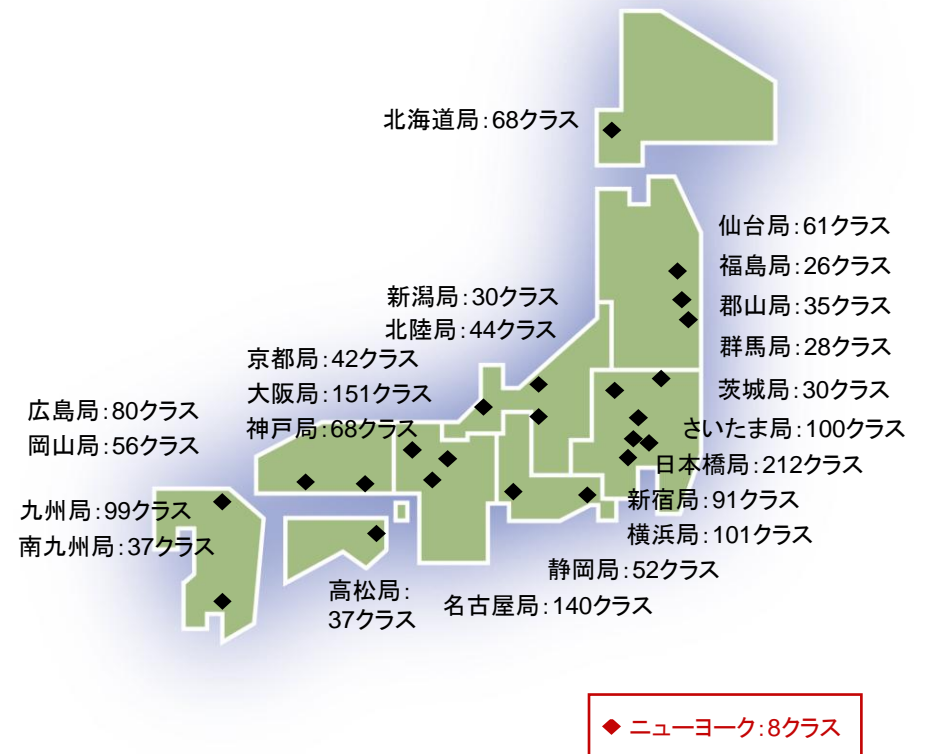 北海道局:68クラス
仙台局:61クラス
福島局:26クラス
郡山局:35クラス
群馬局:28クラス
茨城局:30クラス
さいたま局:100クラス
日本橋局:212クラス
新宿局:91クラス
横浜局:101クラス
静岡局:52クラス
名古屋局:140クラス
新潟局:30クラス
北陸局:44クラス
京都局:42クラス
大阪局:151クラス
神戸局:68クラス
広島局:80クラス
岡山局:56クラス
高松局:
37クラス
九州局:99クラス
南九州局:37クラス
ニューヨーク:8クラス